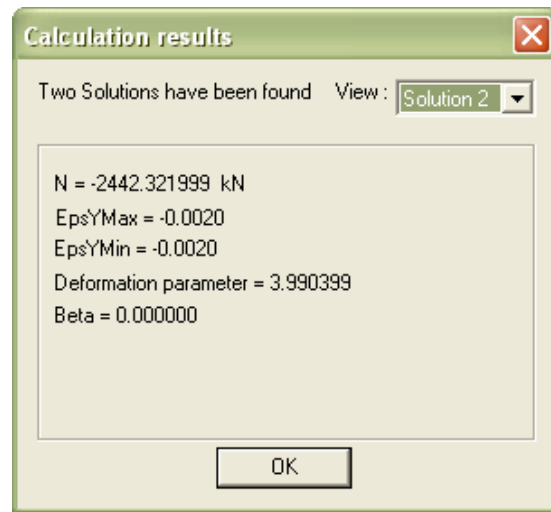 Calculation results
Two Solutions have been found View : Solution 2
N = -2442.321999 kN
EpsYMax = -0.0020
EpsYMin = -0.0020
Deformation parameter = 3.990399
Beta = 0.000000
OK